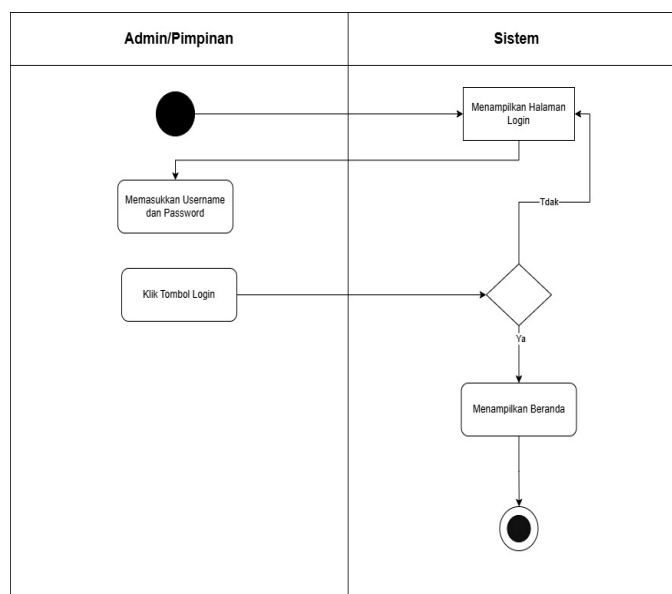 Admin/Pimpinan
Sistem
Menampilkan Halaman
Login
Memasukkan Username
dan Password
Tdak
Klik Tombol Login
Ya
Menampilkan Beranda